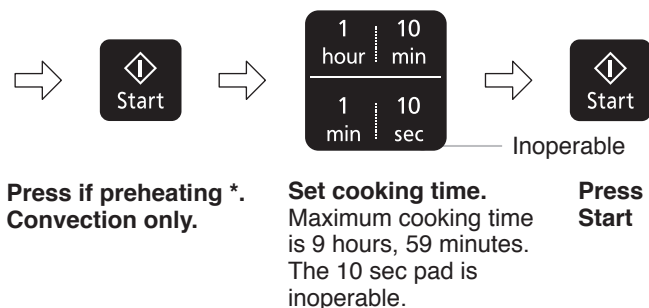 Start
1 10
hour min
1 10
min sec
Start
Inoperable
Press if preheating *.
Convection only.
Set cooking time.
Maximum cooking time
is 9 hours, 59 minutes.
The 10 sec pad is
inoperable.
Press
Start